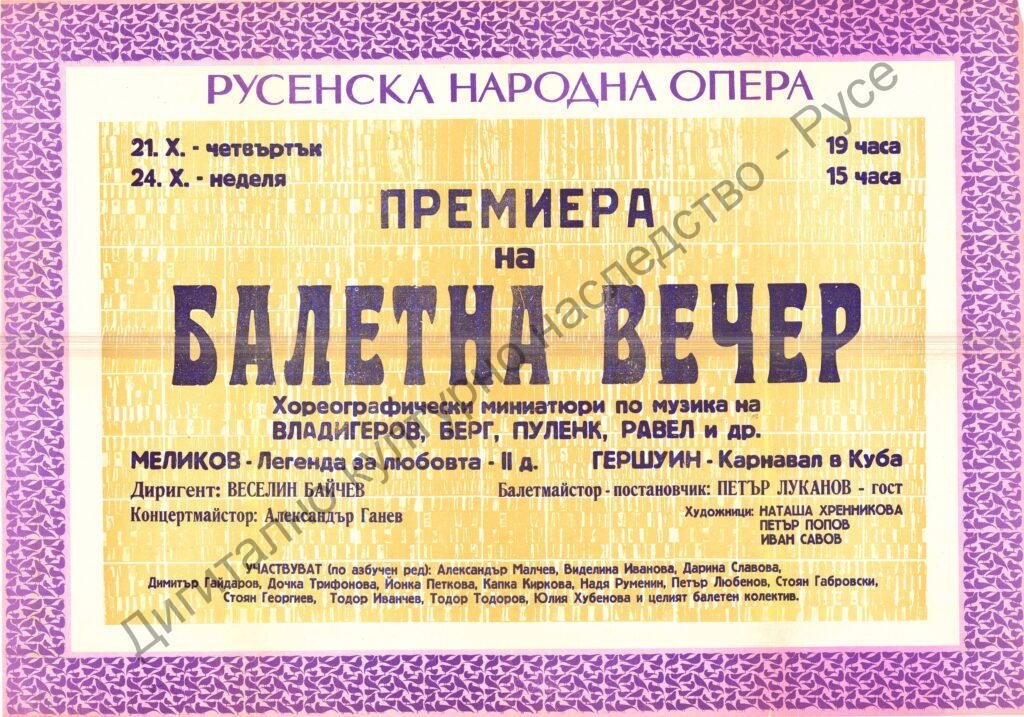 РУСЕНСКА НАРОДНА ОПЕРА
21. X. - четвъртък 19 часа
24. X. - неделя 15 часа
ПРЕМИЕРА
на
БАЛЕТНА ВЕЧЕР
Хореографически миниатюри по музика на
ВЛАДИГЕРОВ, БЕРГ, ПУЛЕНК, РАВЕЛ и др.
МЕЛИКОВ - Легенда за любовта - II д. ГЕРШУИН - Карнавал в Куба
Диригент: ВЕСЕЛИН БАЙЧЕВ Балетмайстор - постановчик: ПЕТЪР ЛУКАНОВ - гост
Концертмайстор: Александър Ганев Художници: НАТАША ХРЕННИКОВА
ПЕТЪР ПОПОВ
ИВАН САВОВ
УЧАСТВУВАТ (по азбучен ред): Александър Малчев, Виделина Иванова, Дарина Славова,
Димитър Гайдаров, Дочка Трифонова, Йонка Петкова, Капка Киркова, Надя Руменин, Петър Любенов, Стоян Габровски,
Стоян Георгиев, Тодор Иванчев, Тодор Тодоров, Юлия Хубенова и целият балетен колектив.
Дигитално културно наследство - Русе